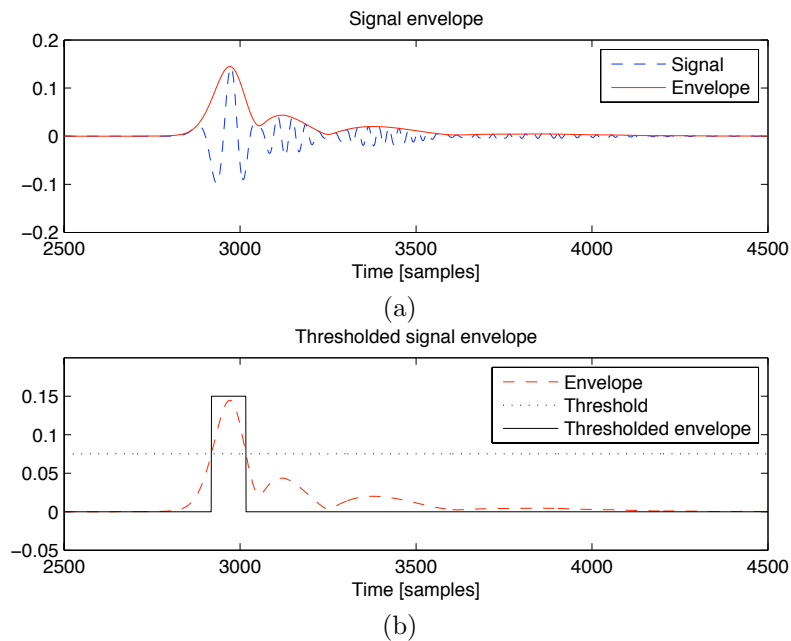 Signal envelope
0.2
0.1
0
-0.1
-0.2
Signal
Envelope
2500 3000 3500 4000 4500
Time [samples]
(a)
Thresholded signal envelope
0.15
0.1
0.05
0
-0.05
Envelope
Threshold
Thresholded envelope
2500 3000 3500 4000 4500
Time [samples]
(b)